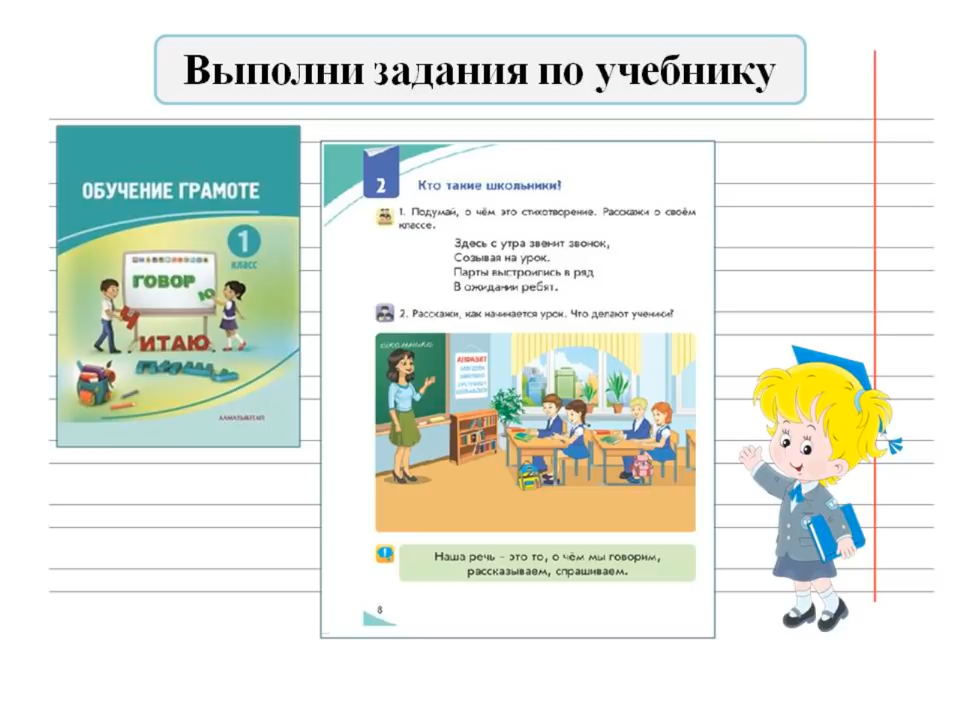 Выполни задания по учебнику
ОБУЧЕНИЕ ГРАМОТЕ
1
КЛАСС
ГОВОР
Ю
ИТАЮ
АЛМАТЫКІТАП
2
Кто такие школьники?
1. Подумай, о чём это стихотворение. Расскажи о своём
классе.
Здесь с утра звенит звонок,
Созывая на урок.
Парты выстроились в ряд
В ожидании ребят.
2. Расскажи, как начинается урок. Что делают ученики?
школьники
АЛФАВИТ
Наша речь – это то, о чём мы говорим,
рассказываем, спрашиваем.
8